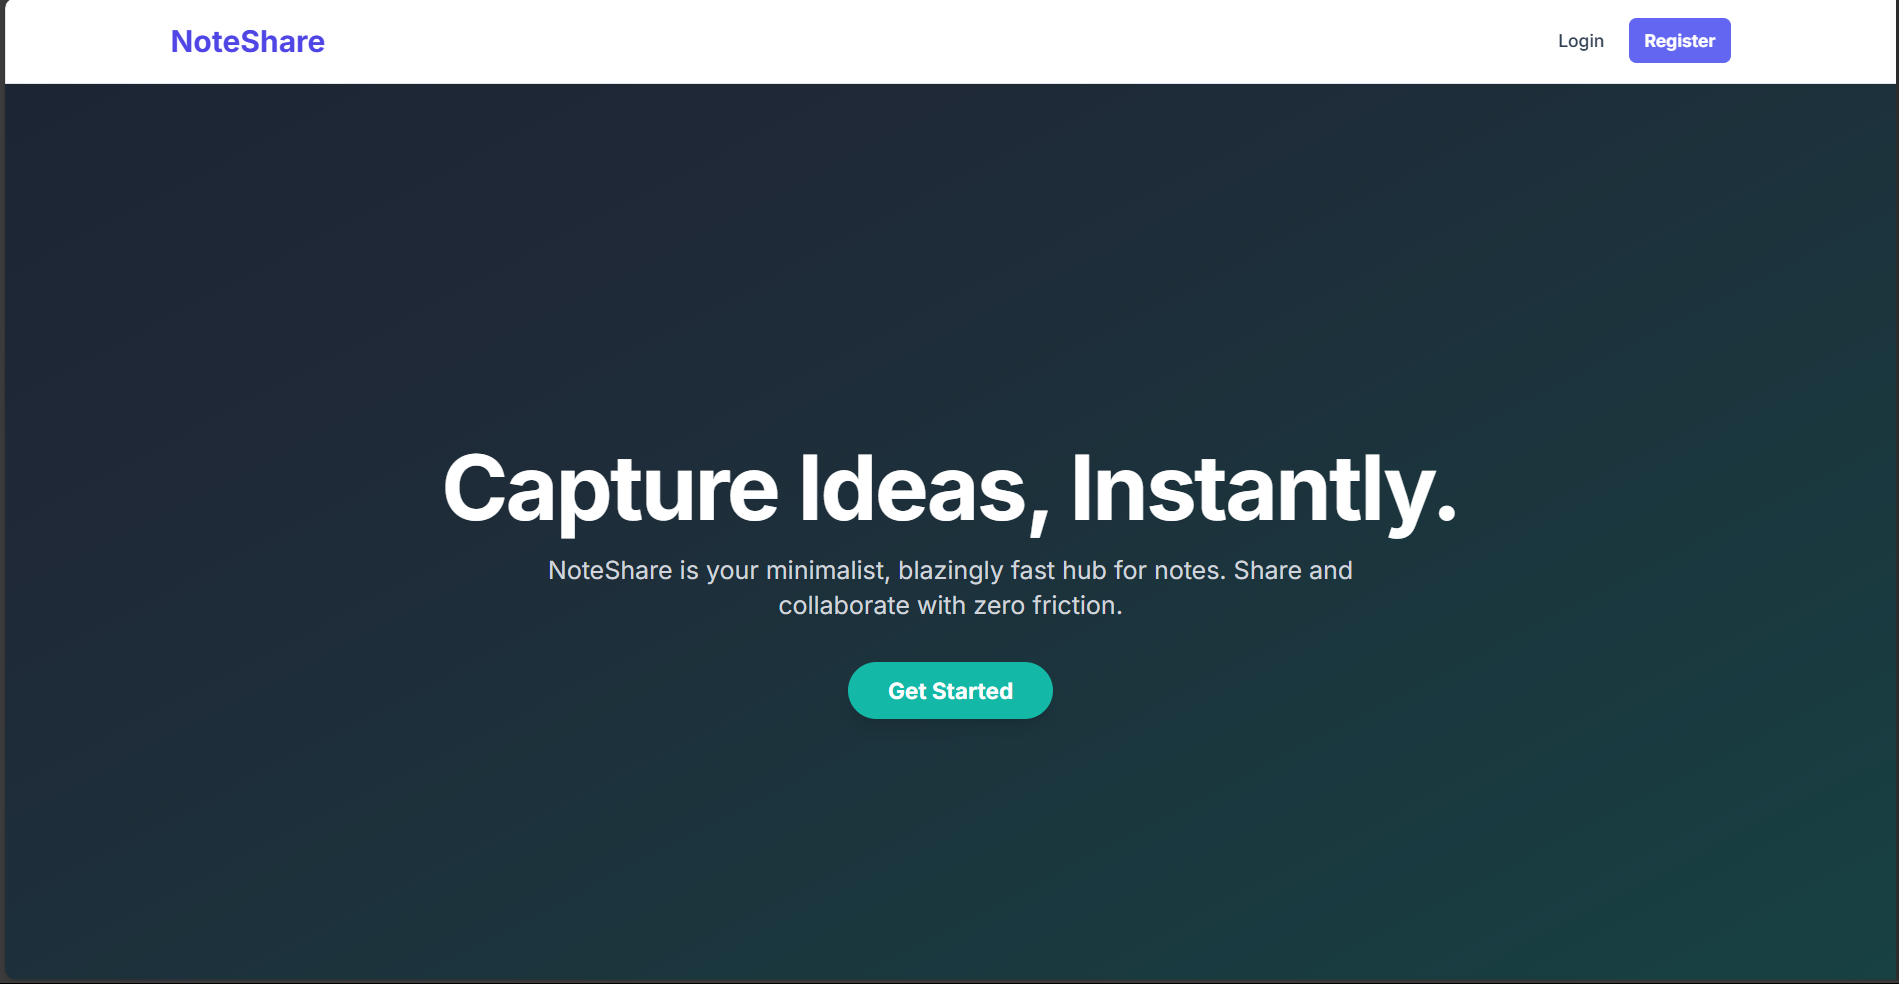 NoteShare
Login
Register
Capture Ideas, Instantly.
NoteShare is your minimalist, blazingly fast hub for notes. Share and
collaborate with zero friction.
Get Started